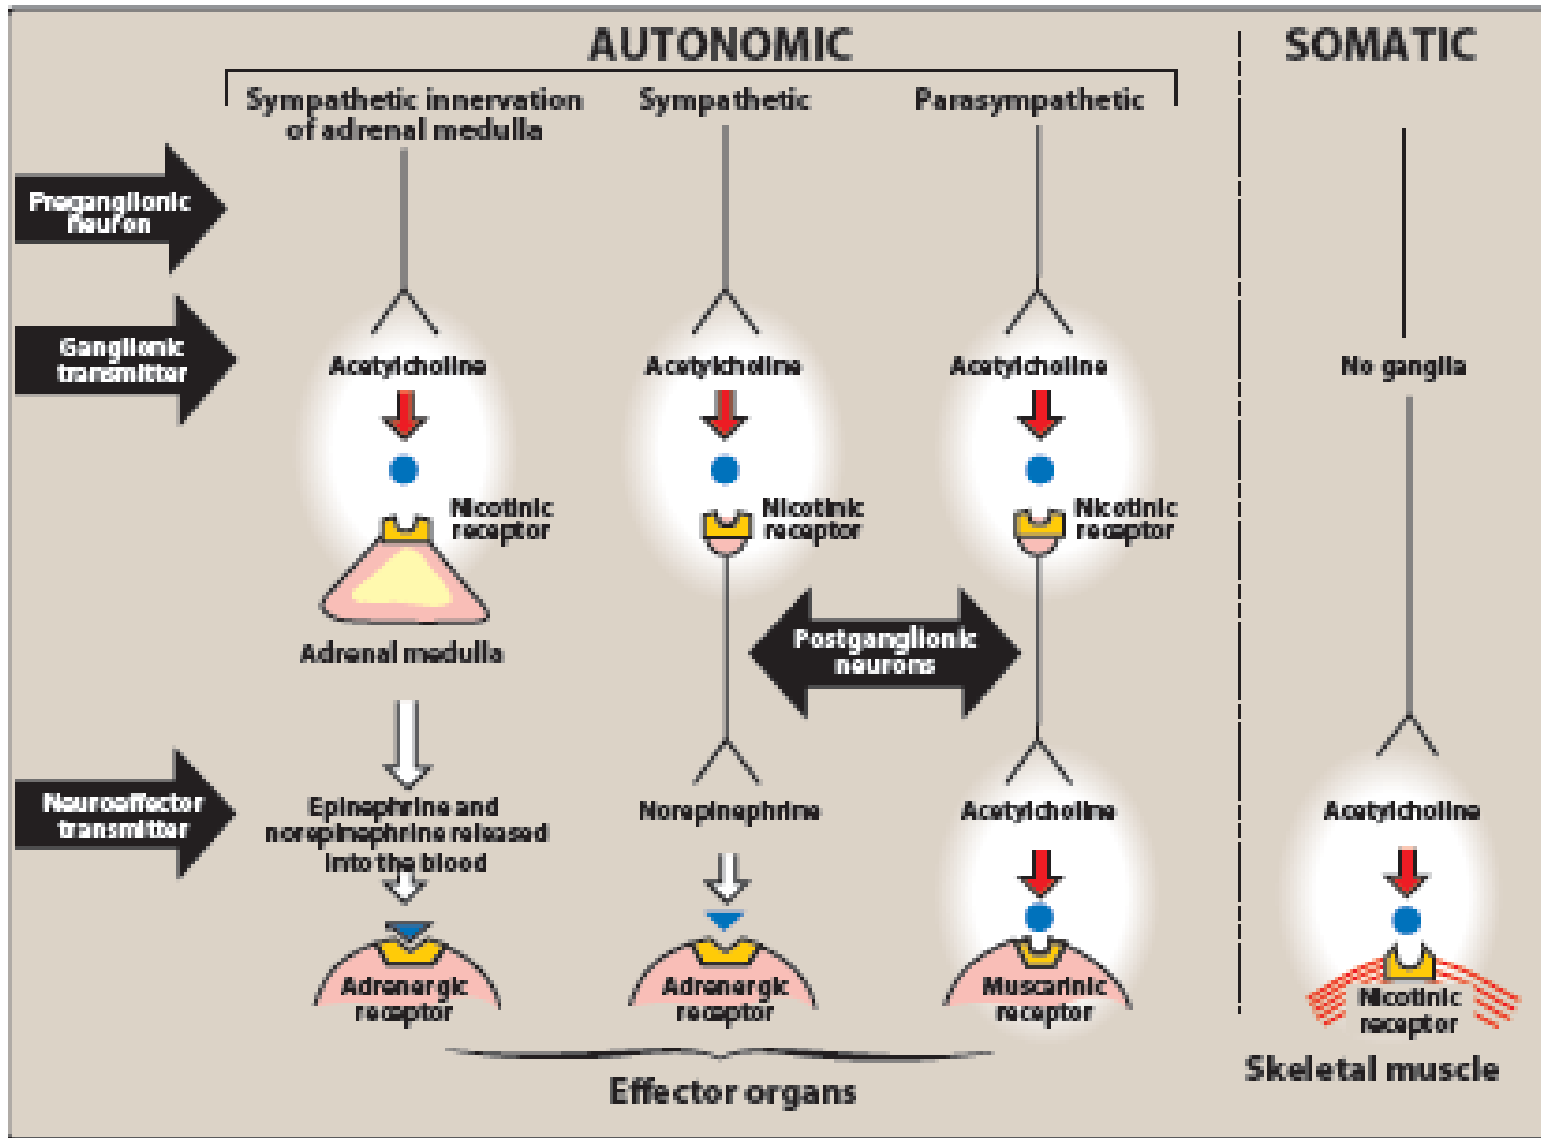 AUTONOMIC
SOMATIC
Sympathetic innervation
of adrenal medulla
Sympathetic
Parasympathetic
Preganglionic
neuron
Ganglionic
transmitter
Acetylcholine
Acetylcholine
Acetylcholine
No ganglia
Nicotinic
receptor
Nicotinic
receptor
Nicotinic
receptor
Adrenal medulla
Postganglionic
neurons
Neuroeffector
transmitter
Epinephrine and
norepinephrine released
into the blood
Norepinephrine
Acetylcholine
Acetylcholine
Adrenergic
receptor
Adrenergic
receptor
Muscarinic
receptor
Nicotinic
receptor
Skeletal muscle
Effector organs